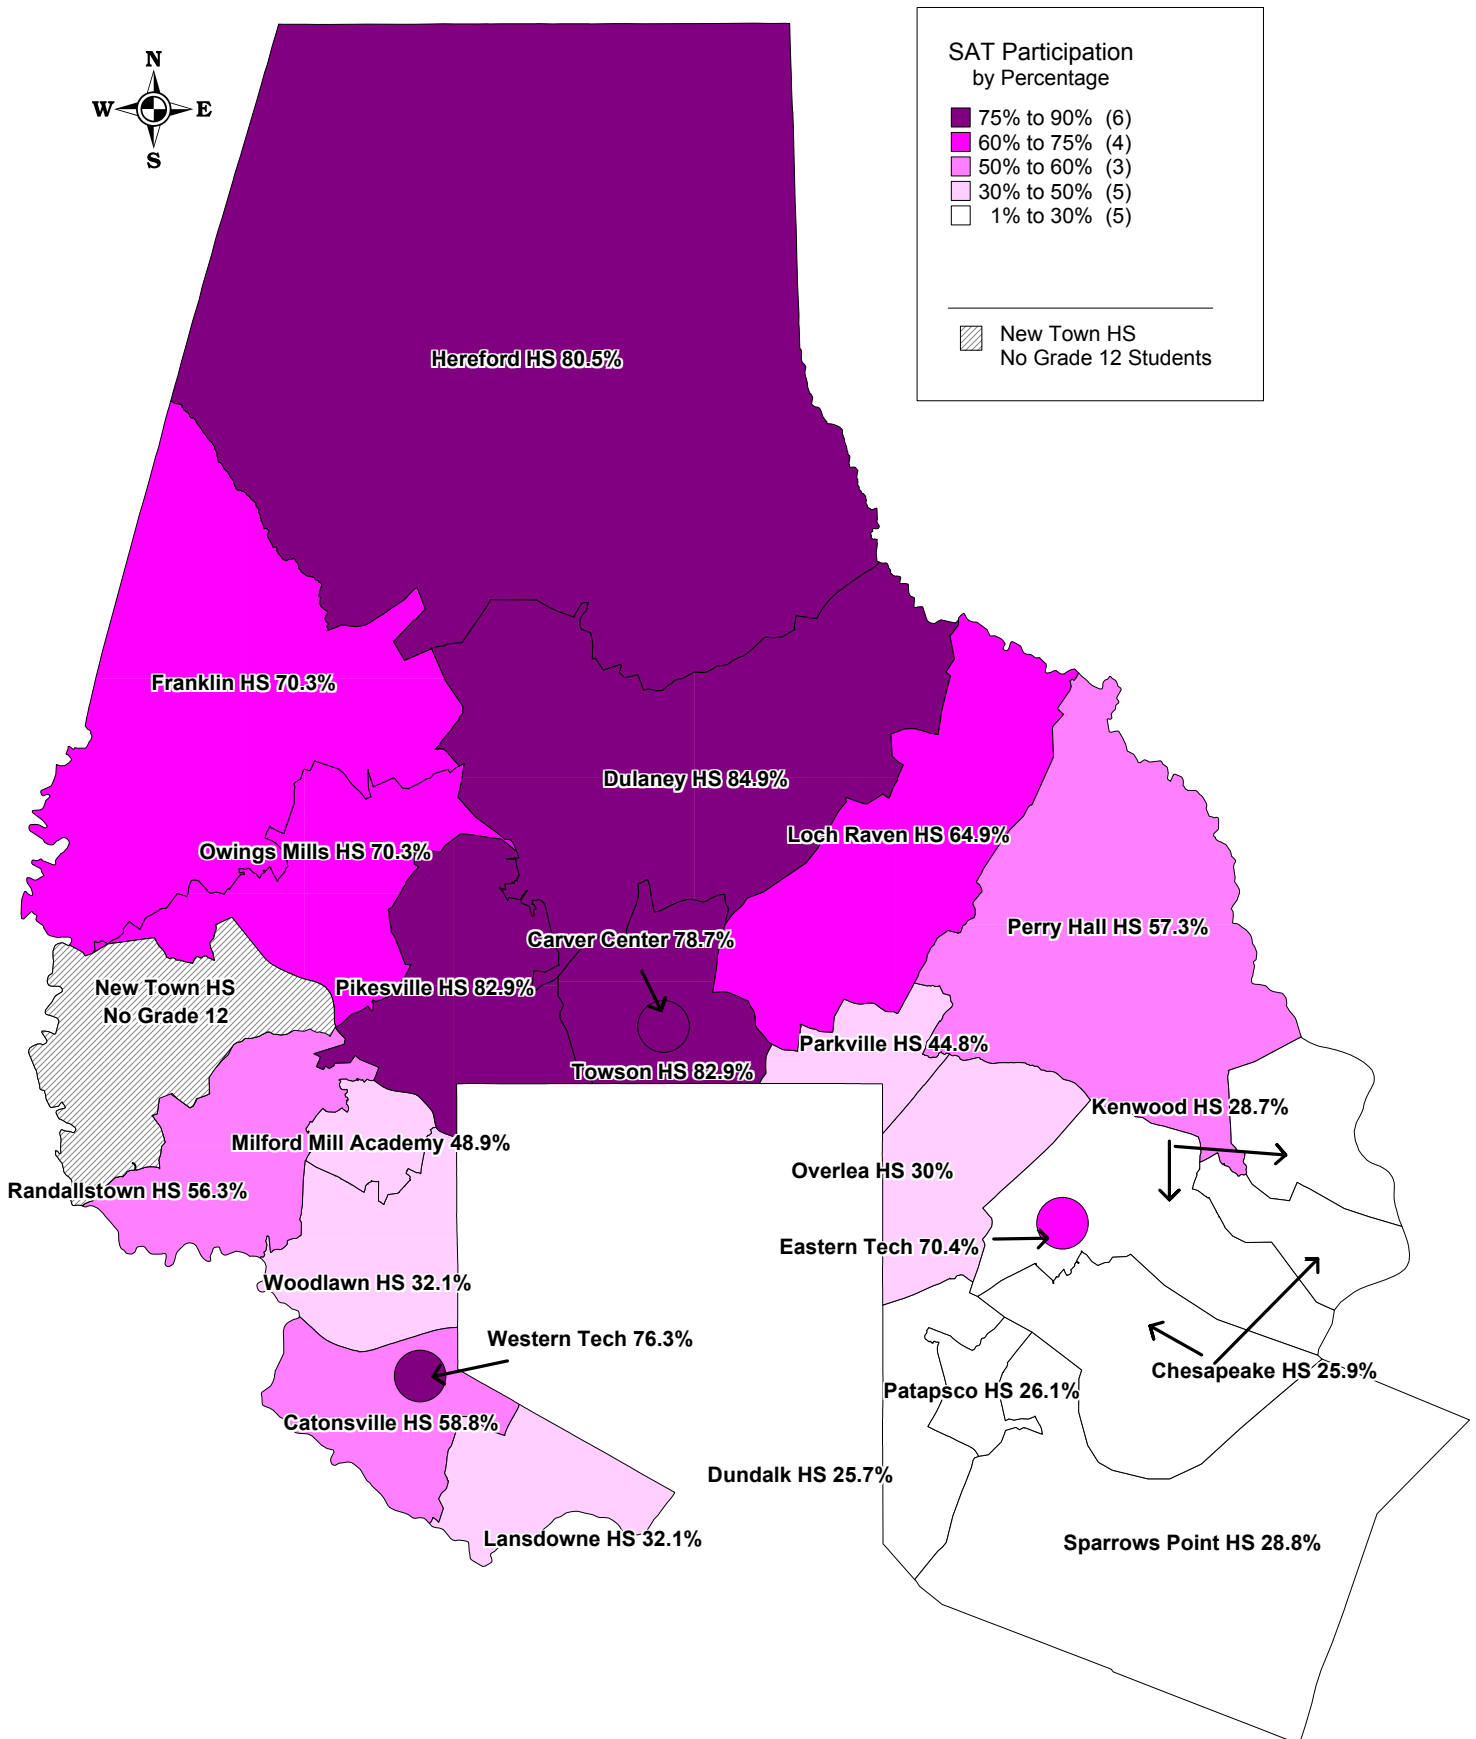 N
W E
S
SAT Participation
by Percentage
75% to 90% (6)
60% to 75% (4)
50% to 60% (3)
30% to 50% (5)
1% to 30% (5)
New Town HS
No Grade 12 Students
Hereford HS 80.5%
Franklin HS 70.3%
Dulaney HS 84.9%
Loch Raven HS 64.9%
Owings Mills HS 70.3%
Perry Hall HS 57.3%
Carver Center 78.7%
New Town HS
No Grade 12
Pikesville HS 82.9%
Parkville HS 44.8%
Towson HS 82.9%
Kenwood HS 28.7%
Milford Mill Academy 48.9%
Overlea HS 30%
Randallstown HS 56.3%
Eastern Tech 70.4%
Woodlawn HS 32.1%
Western Tech 76.3%
Chesapeake HS 25.9%
Patapsco HS 26.1%
Catonsville HS 58.8%
Dundalk HS 25.7%
Lansdowne HS 32.1%
Sparrows Point HS 28.8%